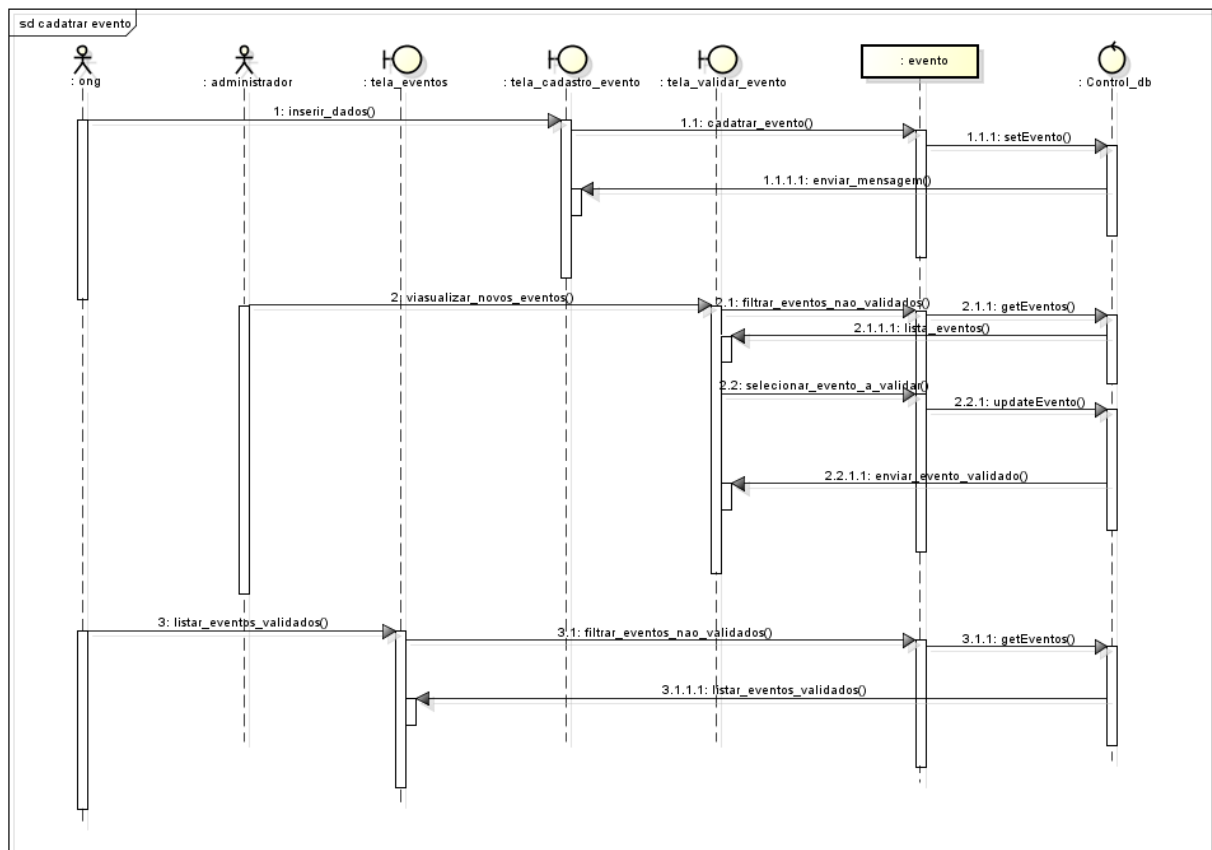 sd cadatrar evento
: ong
: administrador
: tela_eventos
: tela_cadastro_evento
: tela_validar_evento
: evento
: Control_db
1: inserir_dados()
1.1: cadatrar_evento()
1.1.1: setEvento()
1.1.1.1: enviar_mensagem()
2: viasualizar_novos_eventos()
2.1: filtrar_eventos_nao_validados()
2.1.1: getEventos()
2.1.1.1: lista_eventos()
2.2: selecionar_evento_a_validar()
2.2.1: updateEvento()
2.2.1.1: enviar_evento_validado()
3: listar_eventos_validados()
3.1: filtrar_eventos_nao_validados()
3.1.1: getEventos()
3.1.1.1: listar_eventos_validados()